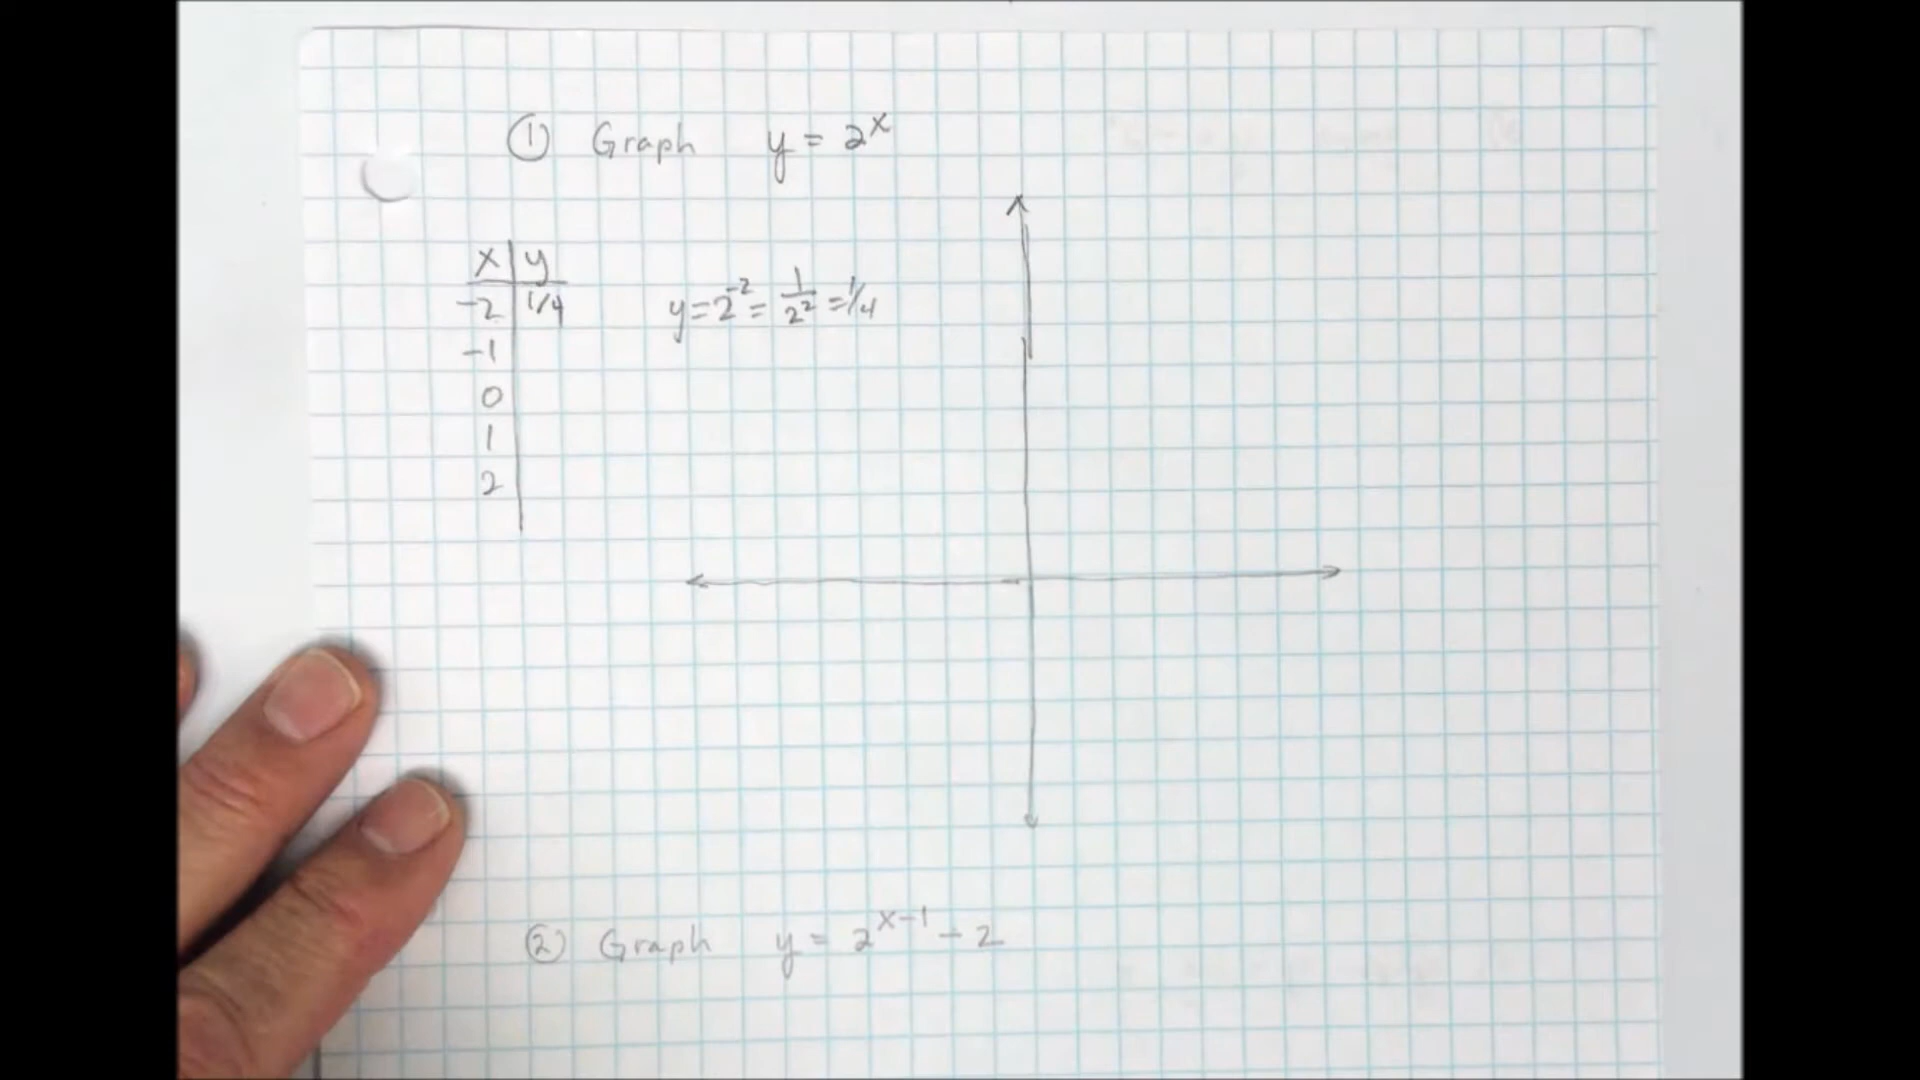 ① Graph y = 2^x
x | y
-2 | 1/4 y = 2^-2 = 1/2^2 = 1/4
-1
0
1
2
② Graph y = 2^x-1 - 2